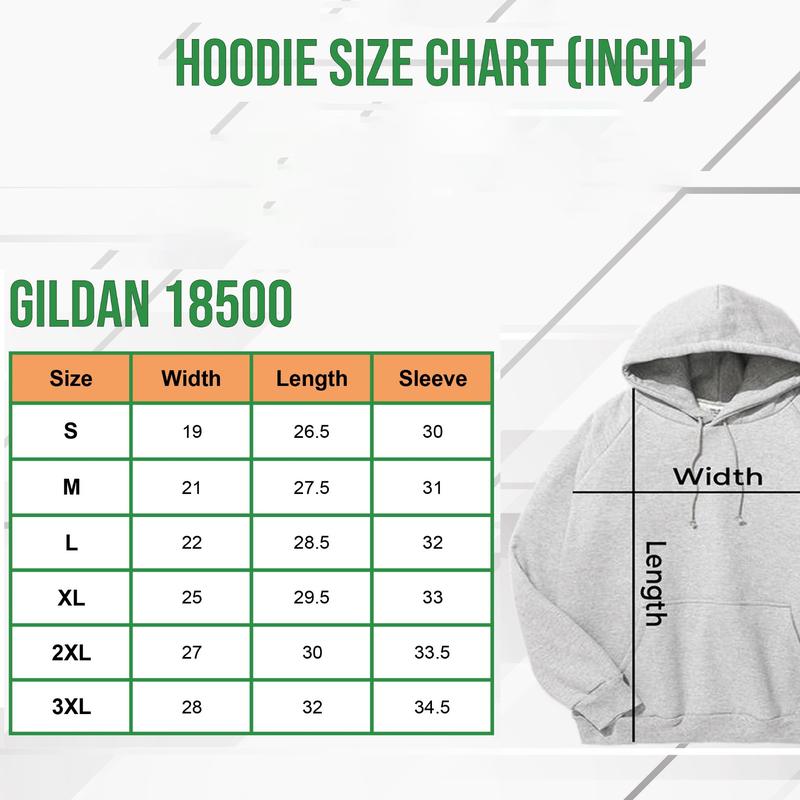 HOODIE SIZE CHART (INCH)
GILDAN 18500
Size Width Length Sleeve
S 19 26.5 30
M 21 27.5 31
L 22 28.5 32
XL 25 29.5 33
2XL 27 30 33.5
3XL 28 32 34.5
Width
Length